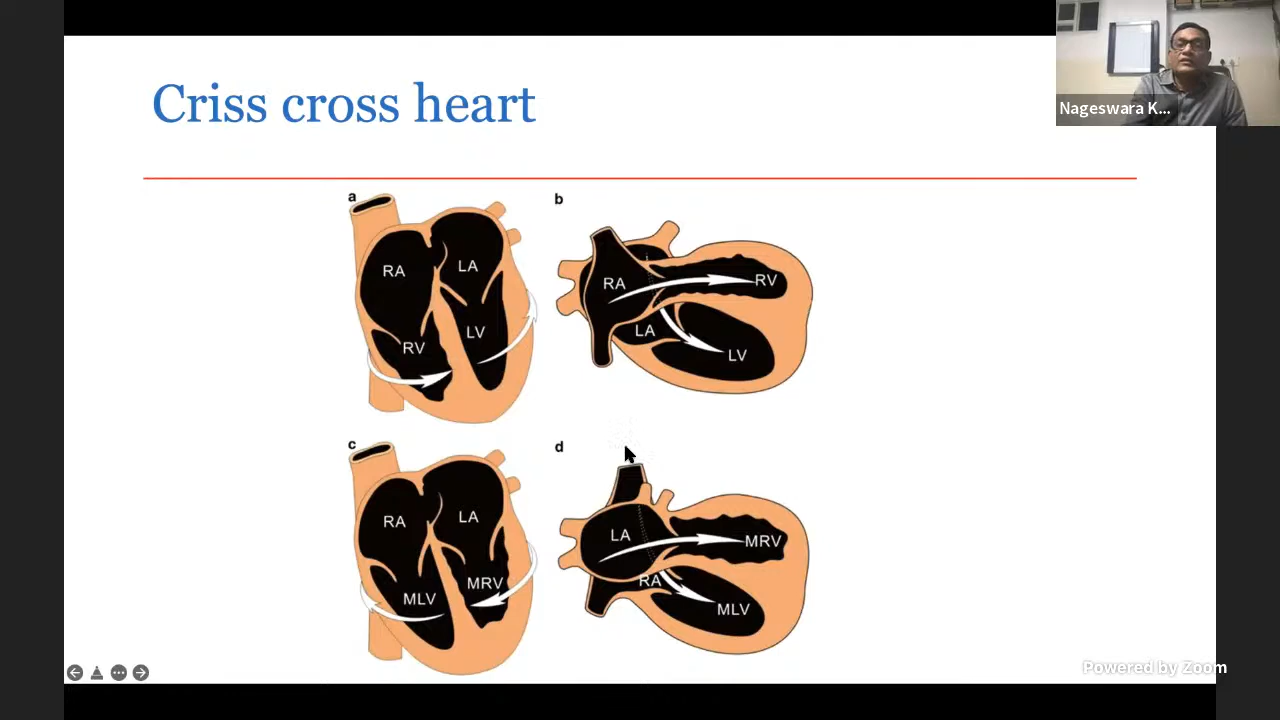 Criss cross heart
Nageswara K...
a
RA
LA
RV
LV
b
RA
RV
LA
LV
c
RA
LA
MLV
MRV
d
LA
MRV
RA
MLV
Powered by Zoom